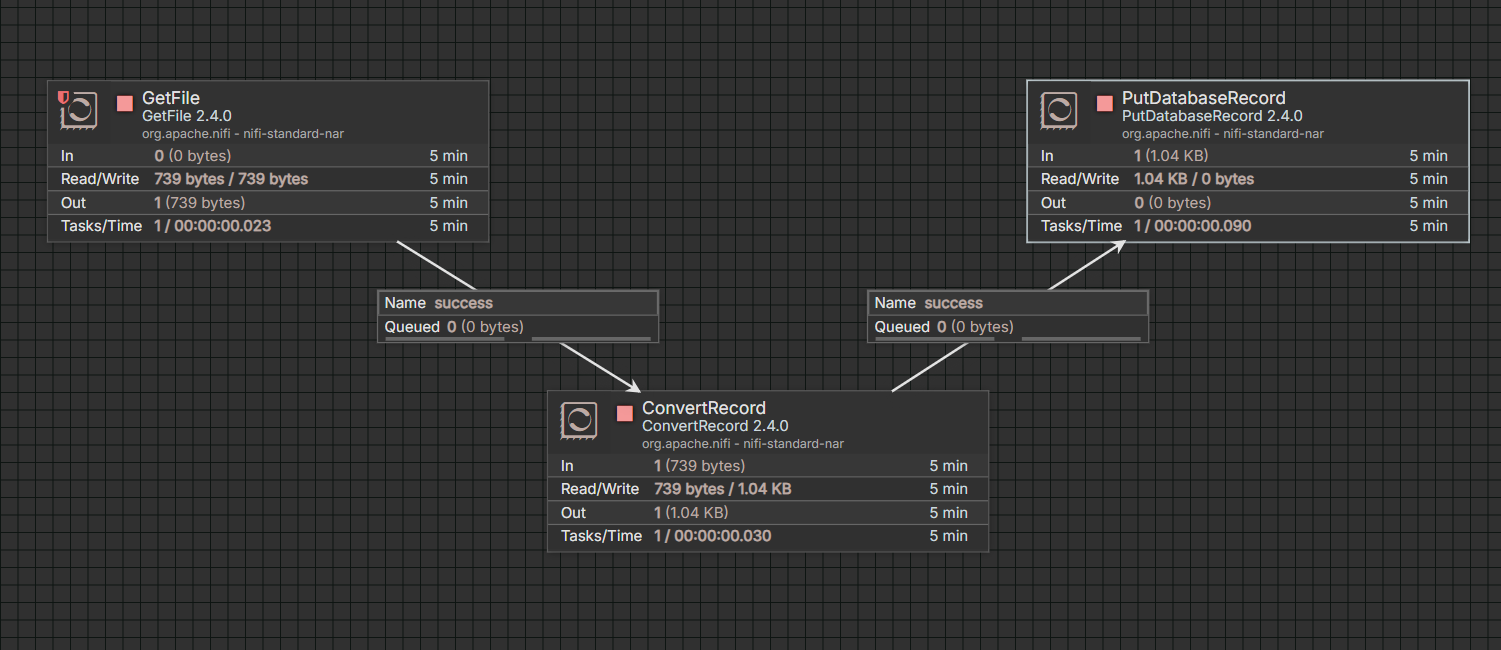 GetFile
GetFile 2.4.0
org.apache.nifi - nifi-standard-nar
In 0 (0 bytes) 5 min
Read/Write 739 bytes / 739 bytes 5 min
Out 1 (739 bytes) 5 min
Tasks/Time 1 / 00:00:00.023 5 min
PutDatabaseRecord
PutDatabaseRecord 2.4.0
org.apache.nifi - nifi-standard-nar
In 1 (1.04 KB) 5 min
Read/Write 1.04 KB / 0 bytes 5 min
Out 0 (0 bytes) 5 min
Tasks/Time 1 / 00:00:00.090 5 min
Name success
Queued 0 (0 bytes)
Name success
Queued 0 (0 bytes)
ConvertRecord
ConvertRecord 2.4.0
org.apache.nifi - nifi-standard-nar
In 1 (739 bytes) 5 min
Read/Write 739 bytes / 1.04 KB 5 min
Out 1 (1.04 KB) 5 min
Tasks/Time 1 / 00:00:00.030 5 min